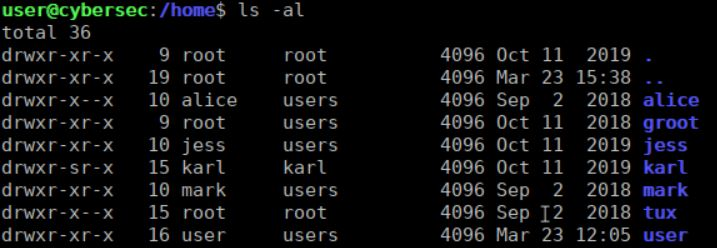 user@cybersec:/home$ ls -al
total 36
drwxr-xr-x 9 root root 4096 Oct 11 2019 .
drwxr-xr-x 19 root root 4096 Mar 23 15:38 ..
drwxr-x--x 10 alice users 4096 Sep 2 2018 alice
drwxr-xr-x 9 root users 4096 Oct 11 2018 groot
drwxr-xr-x 10 jess users 4096 Oct 11 2019 jess
drwxr-sr-x 15 karl karl 4096 Oct 11 2019 karl
drwxr-xr-x 10 mark users 4096 Sep 2 2018 mark
drwxr-x--x 15 root root 4096 Sep 2 2018 tux
drwxr-xr-x 16 user users 4096 Mar 23 12:05 user